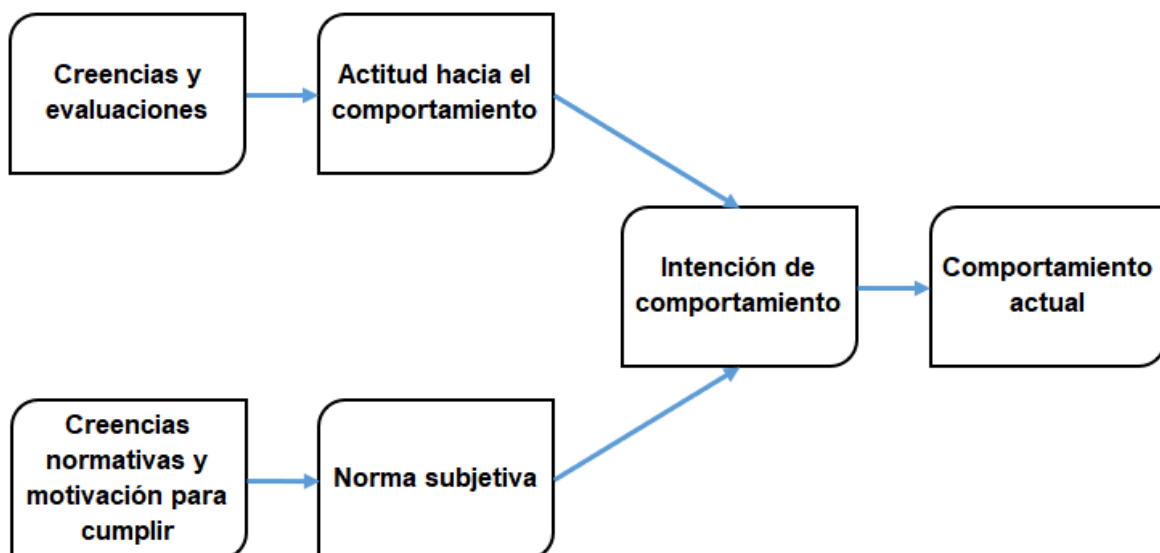 Creencias y
evaluaciones
Actitud hacia el
comportamiento
Intención de
comportamiento
Comportamiento
actual
Creencias
normativas y
motivación para
cumplir
Norma subjetiva